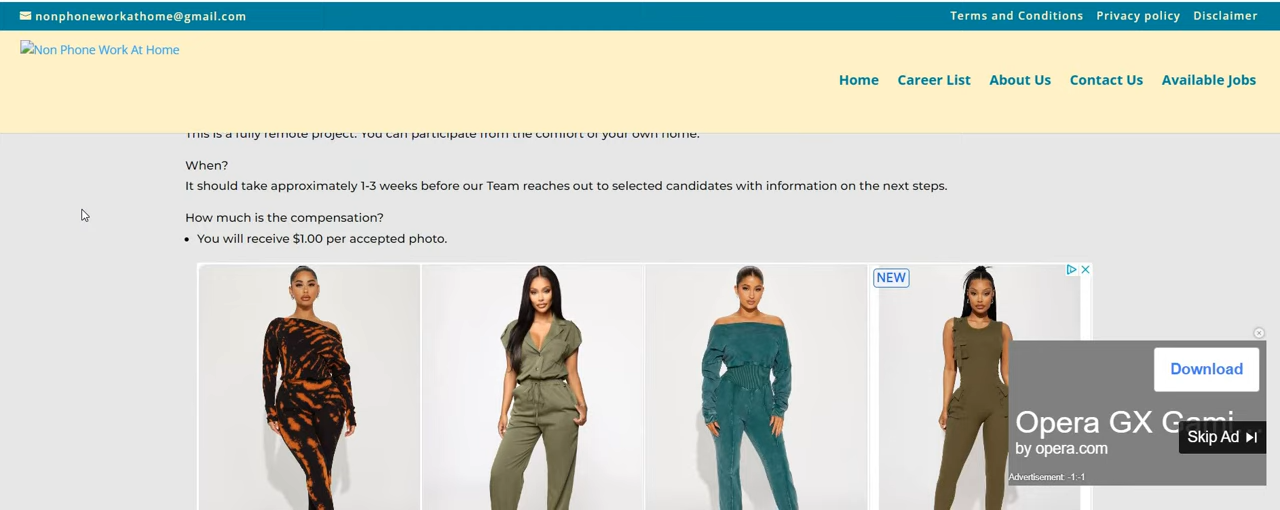 nonphoneworkathome@gmail.com
Terms and Conditions Privacy policy Disclaimer
Non Phone Work At Home
Home Career List About Us Contact Us Available Jobs
This is a fully remote project. You can participate from the comfort of your own home.
When?
It should take approximately 1-3 weeks before our Team reaches out to selected candidates with information on the next steps.
How much is the compensation?
• You will receive $1.00 per accepted photo.
NEW
Download
Opera GX Gami
Skip Ad
by opera.com
Advertisement: -1:-1